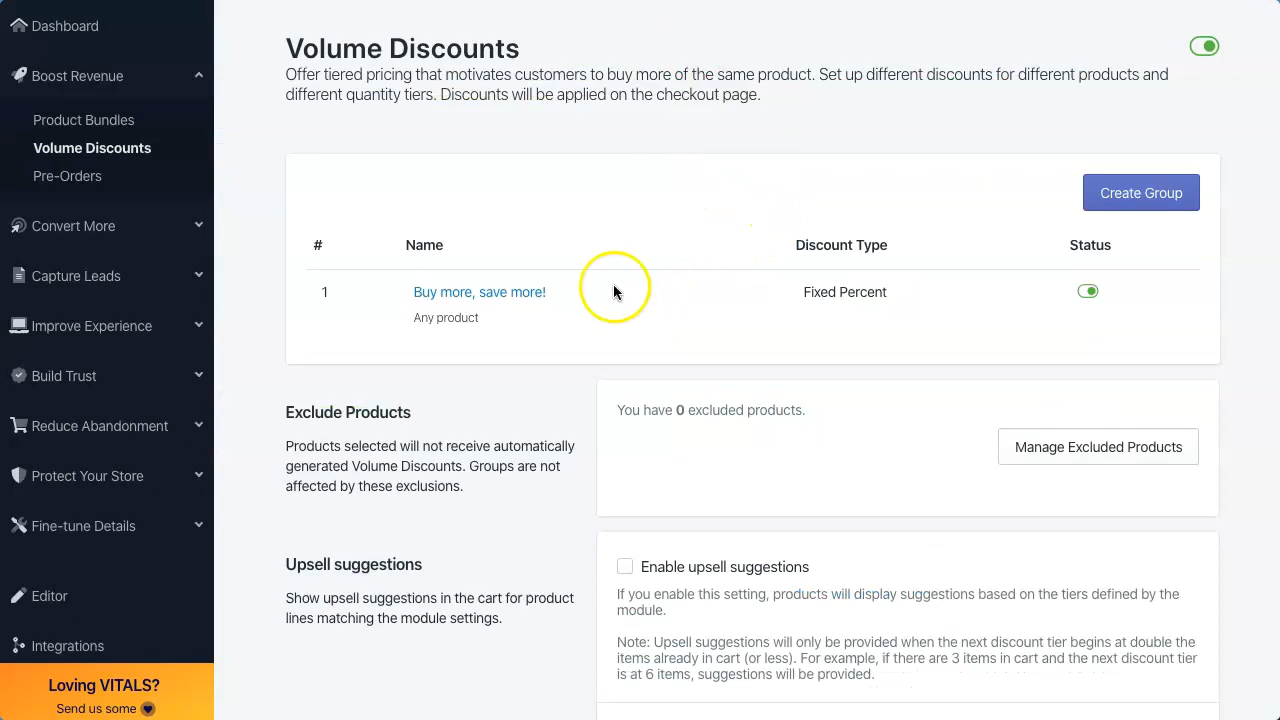 Dashboard
Boost Revenue
Product Bundles
Volume Discounts
Pre-Orders
Convert More
Capture Leads
Improve Experience
Build Trust
Reduce Abandonment
Protect Your Store
Fine-tune Details
Editor
Integrations
Loving VITALS?
Send us some
Volume Discounts
Offer tiered pricing that motivates customers to buy more of the same product. Set up different discounts for different products and
different quantity tiers. Discounts will be applied on the checkout page.
Create Group
# Name Discount Type Status
1 Buy more, save more! Fixed Percent
Any product
Exclude Products
Products selected will not receive automatically
generated Volume Discounts. Groups are not
affected by these exclusions.
You have 0 excluded products.
Manage Excluded Products
Upsell suggestions
Show upsell suggestions in the cart for product
lines matching the module settings.
Enable upsell suggestions
If you enable this setting, products will display suggestions based on the tiers defined by the
module.
Note: Upsell suggestions will only be provided when the next discount tier begins at double the
items already in cart (or less). For example, if there are 3 items in cart and the next discount tier
is at 6 items, suggestions will be provided.